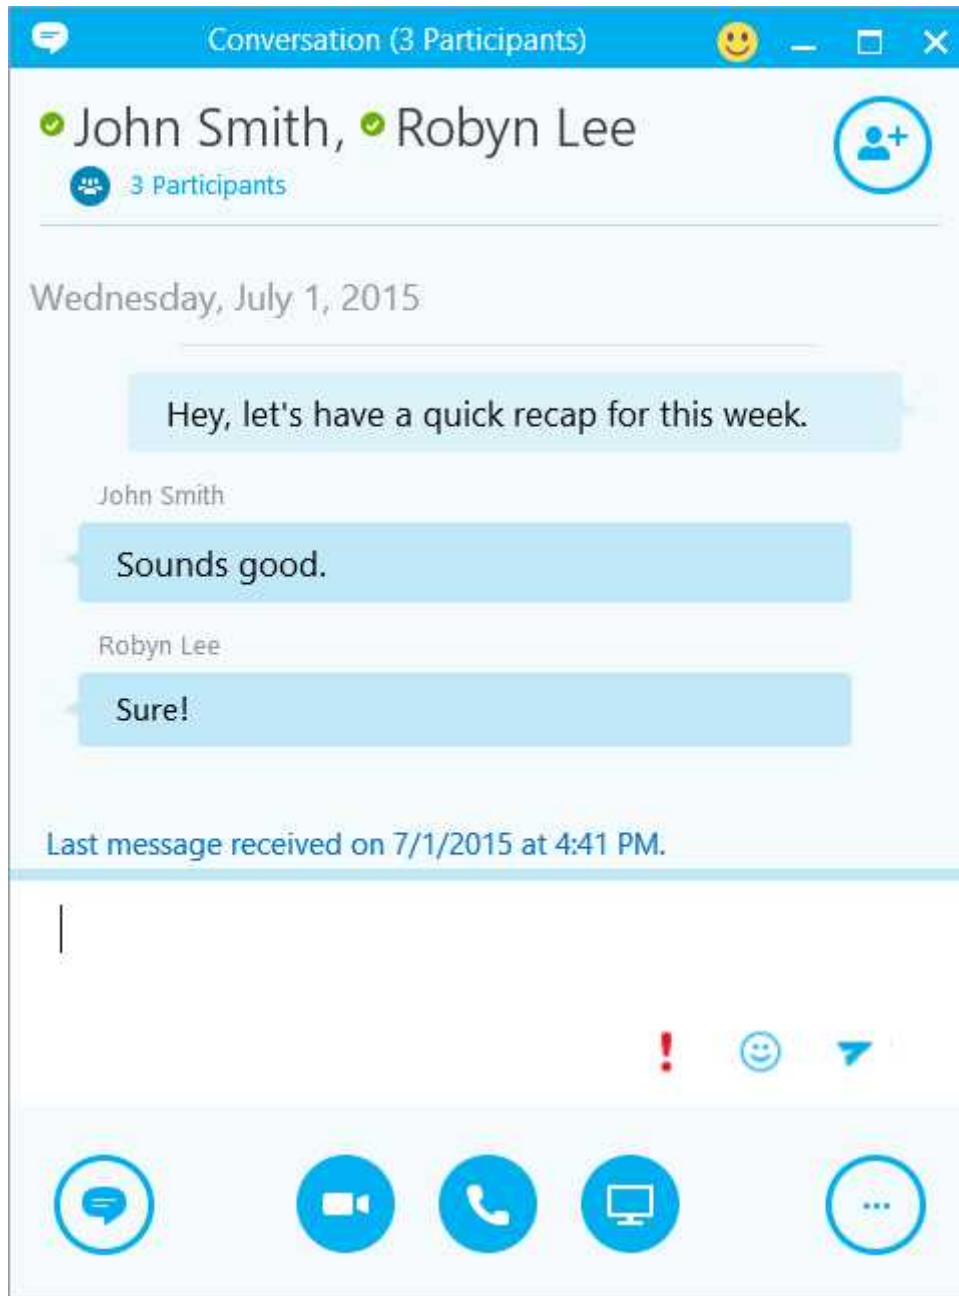 Conversation (3 Participants)
John Smith, Robyn Lee
3 Participants
Wednesday, July 1, 2015
Hey, let's have a quick recap for this week.
John Smith
Sounds good.
Robyn Lee
Sure!
Last message received on 7/1/2015 at 4:41 PM.